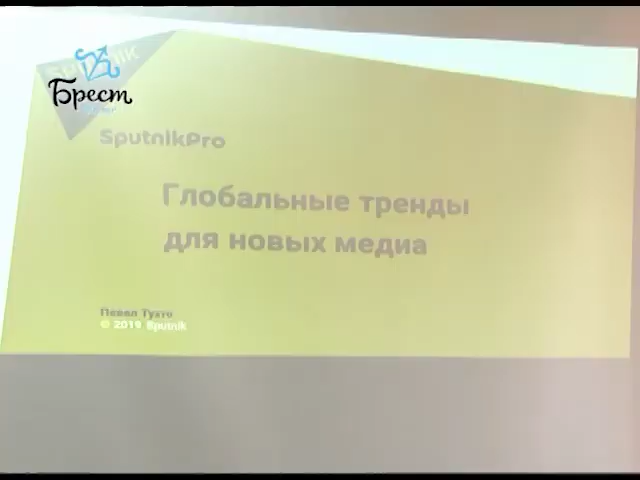 Брест
SputnikPro
Глобальные тренды
для новых медиа
Павел Тухто
© 2019 Sputnik